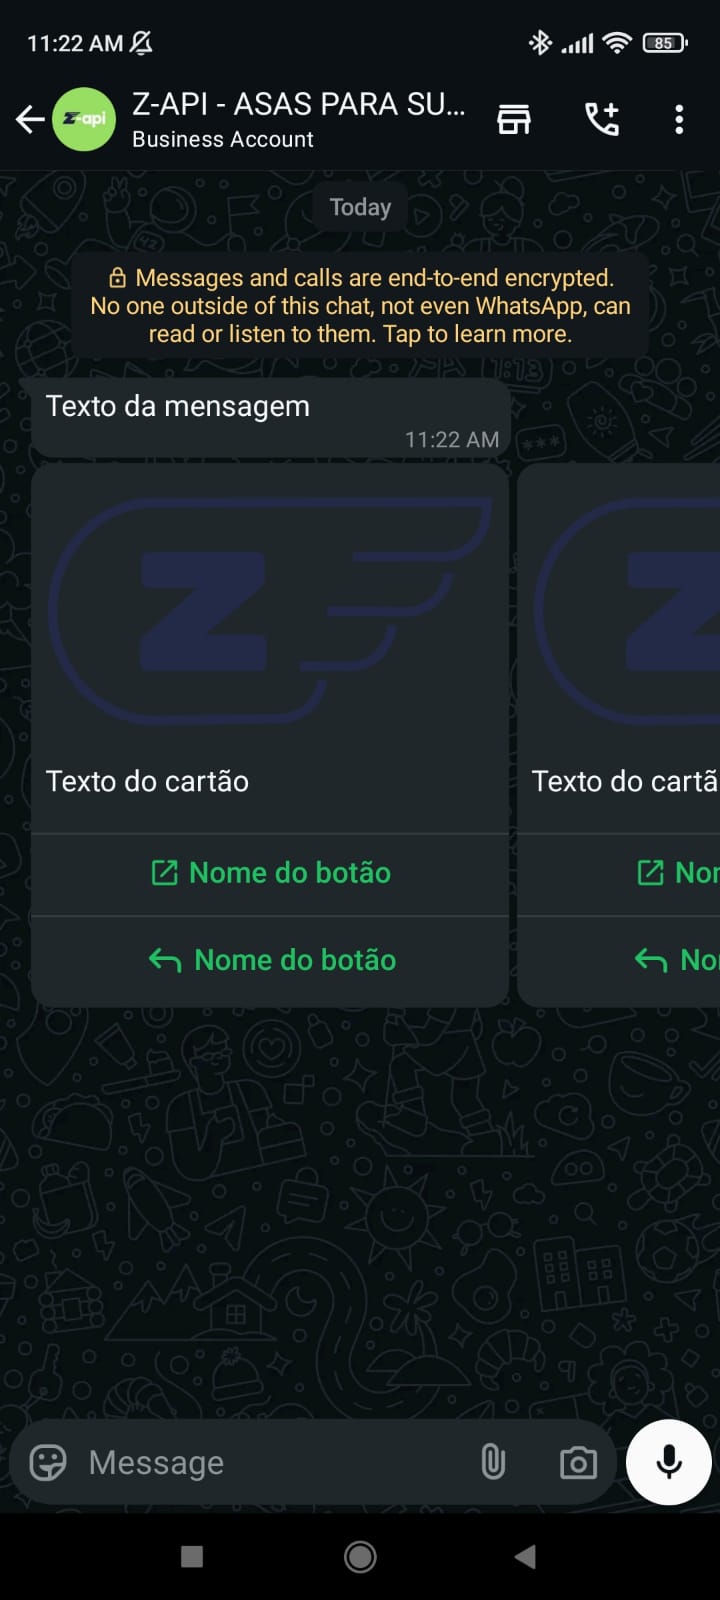 11:22 AM
85
Z-api
Z-API - ASAS PARA SU...
Business Account
Today
Messages and calls are end-to-end encrypted.
No one outside of this chat, not even WhatsApp, can
read or listen to them. Tap to learn more.
Texto da mensagem
11:22 AM
Z
Z
Texto do cartão
Texto do cartã
Nome do botão
Nor
Nome do botão
No
Message